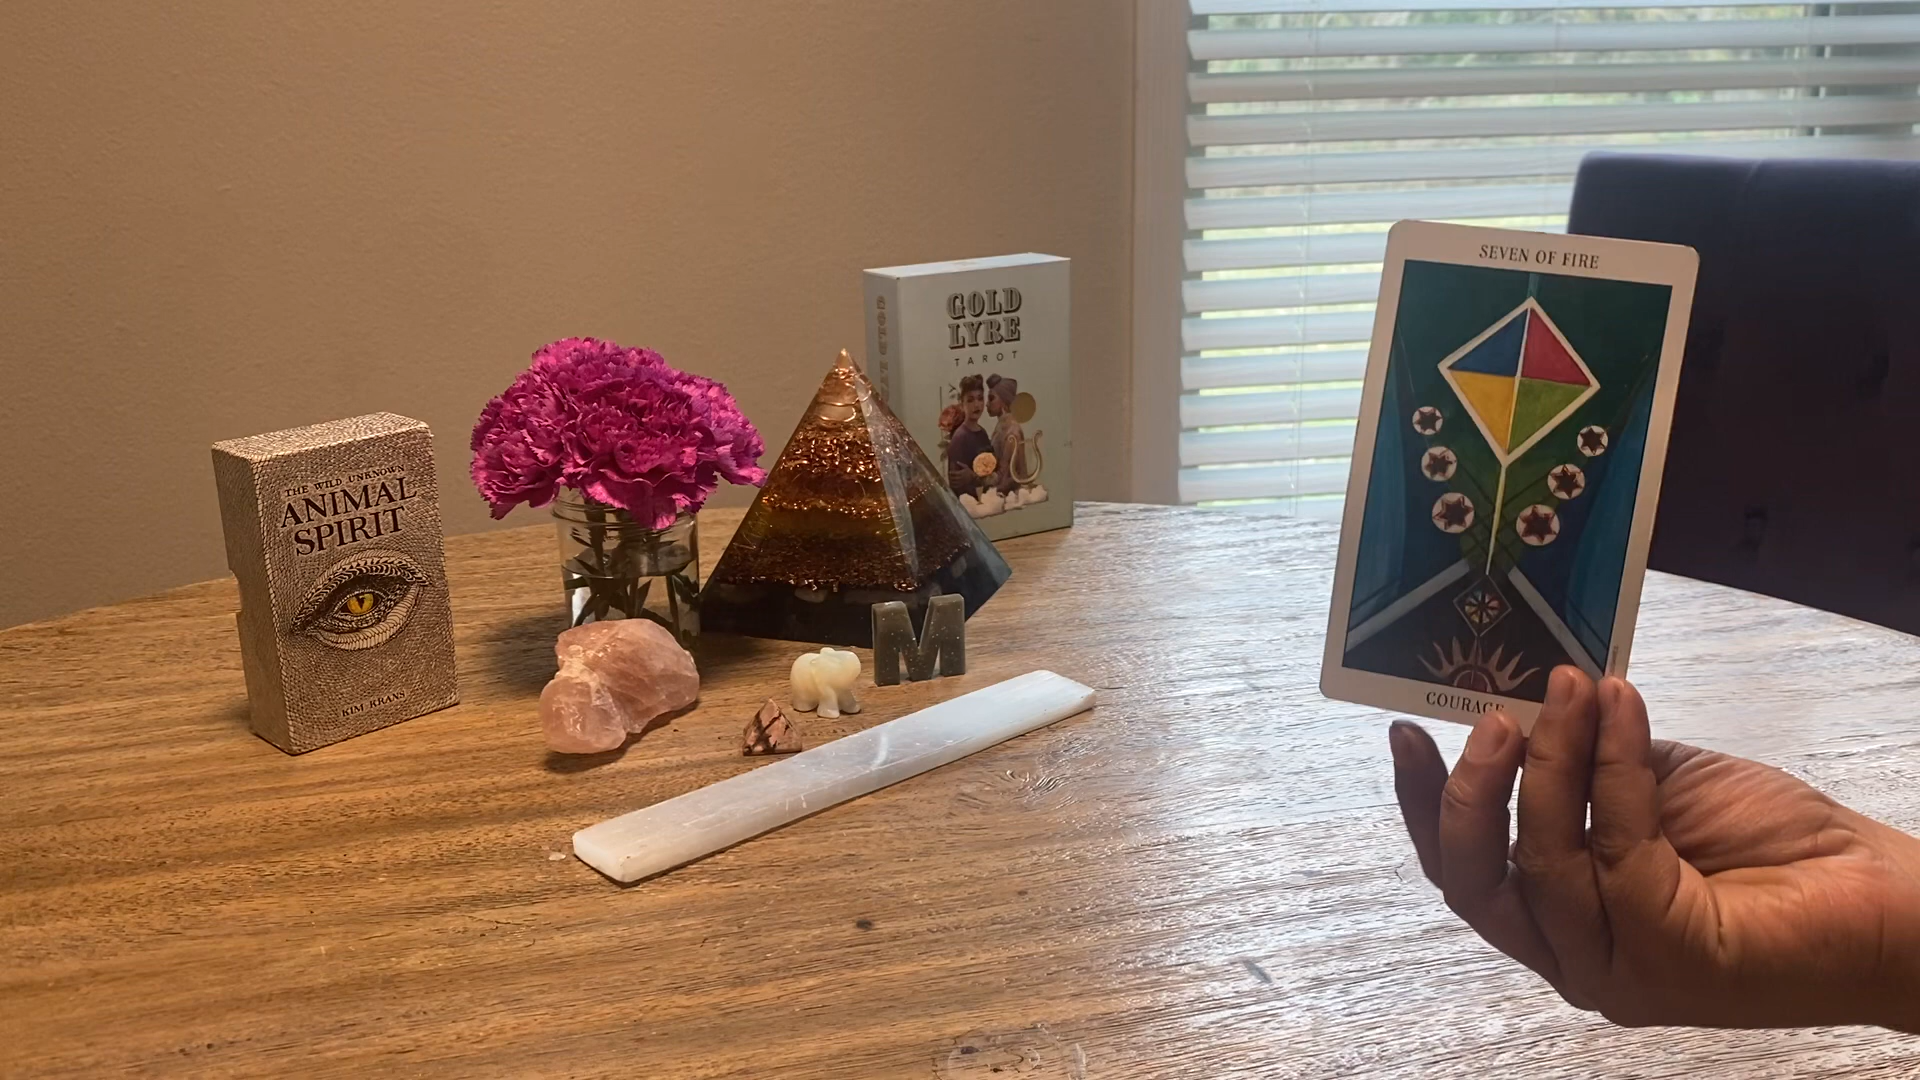 THE WILD UNKNOWN
ANIMAL
SPIRIT
KIM KRANS
GOLD
LYRE
TAROT
M
SEVEN OF FIRE
COURAGE